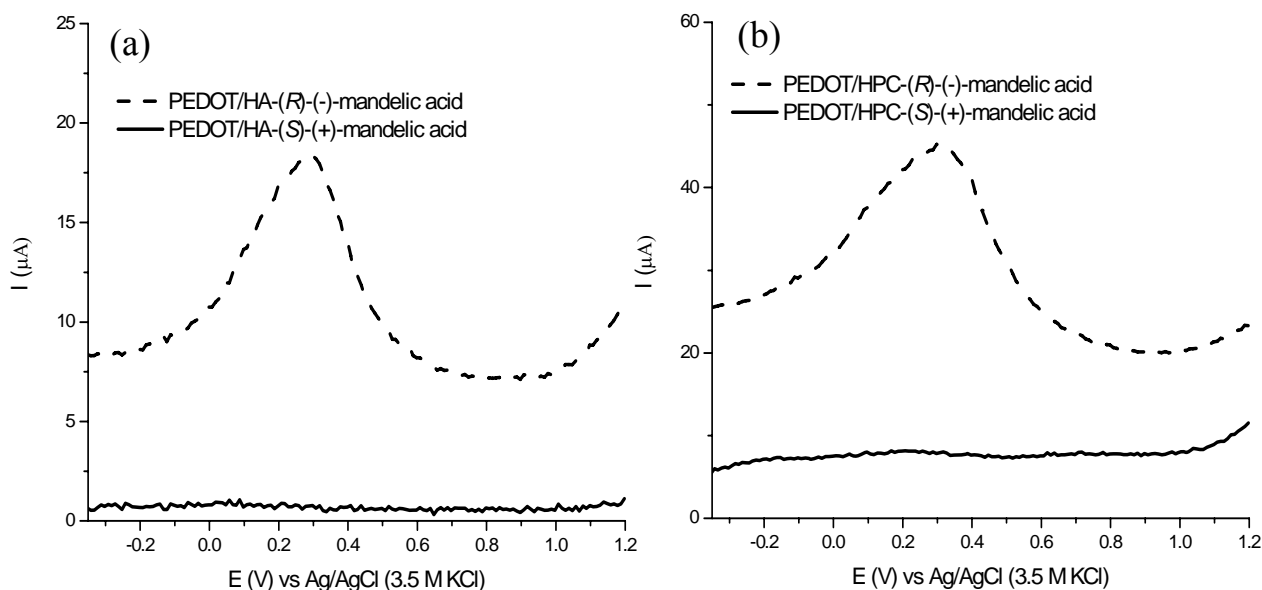 (a)
PEDOT/HA-(R)-(-)-mandelic acid
PEDOT/HA-(S)-(+)-mandelic acid
25
20
15
10
5
0
I (μA)
-0.2 0.0 0.2 0.4 0.6 0.8 1.0 1.2
E (V) vs Ag/AgCl (3.5 M KCl)
(b)
PEDOT/HPC-(R)-(-)-mandelic acid
PEDOT/HPC-(S)-(+)-mandelic acid
60
40
20
0
I (μA)
-0.2 0.0 0.2 0.4 0.6 0.8 1.0 1.2
E (V) vs Ag/AgCl (3.5 M KCl)